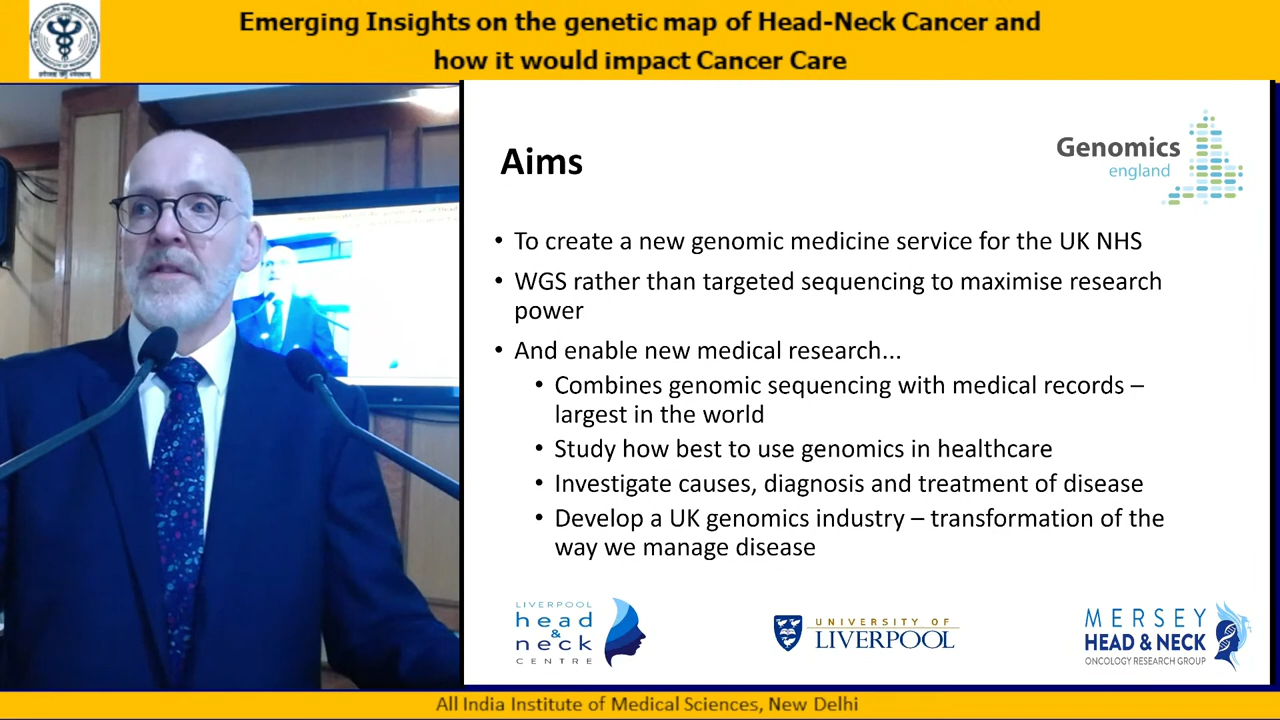 Emerging Insights on the genetic map of Head-Neck Cancer and
how it would impact Cancer Care
Aims
Genomics
england
• To create a new genomic medicine service for the UK NHS
• WGS rather than targeted sequencing to maximise research
power
• And enable new medical research...
• Combines genomic sequencing with medical records –
largest in the world
• Study how best to use genomics in healthcare
• Investigate causes, diagnosis and treatment of disease
• Develop a UK genomics industry – transformation of the
way we manage disease
LIVERPOOL
head
&
neck
CENTRE
UNIVERSITY OF
LIVERPOOL
MERSEY
HEAD & NECK
ONCOLOGY RESEARCH GROUP
All India Institute of Medical Sciences, New Delhi